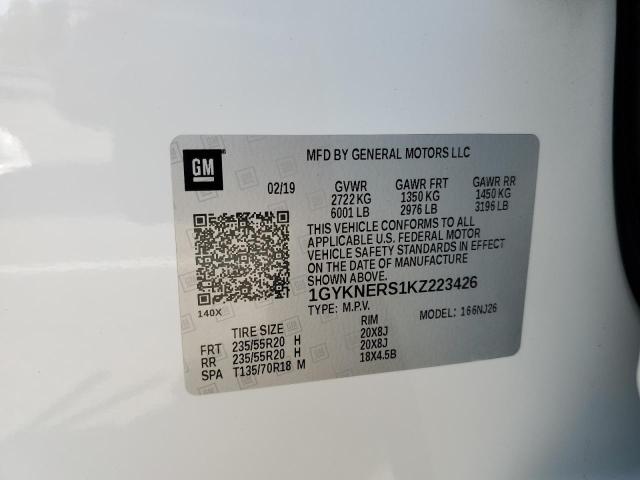 GM
MFD BY GENERAL MOTORS LLC
02/19 GVWR GAWR FRT GAWR RR
2722 KG 1350 KG 1450 KG
6001 LB 2976 LB 3196 LB
THIS VEHICLE CONFORMS TO ALL
APPLICABLE U.S. FEDERAL MOTOR
VEHICLE SAFETY STANDARDS IN EFFECT
ON THE DATE OF MANUFACTURE SHOWN ABOVE.
1GYKNERS1KZ223426
140X
TYPE: M.P.V. MODEL: 166NJ26
TIRE SIZE RIM
FRT 235/55R20 H 20X8J
RR 235/55R20 H 20X8J
SPA T135/70R18 M 18X4.5B